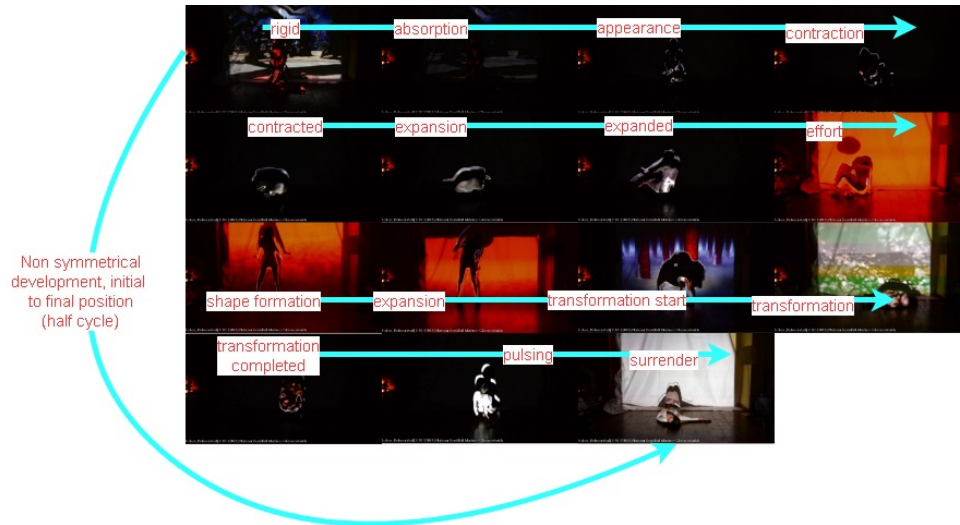 rigid
absorption
appearance
contraction
contracted
expansion
expanded
effort
Non symmetrical
development, initial
to final position
(half cycle)
shape formation
expansion
transformation start
transformation
transformation
completed
pulsing
surrender